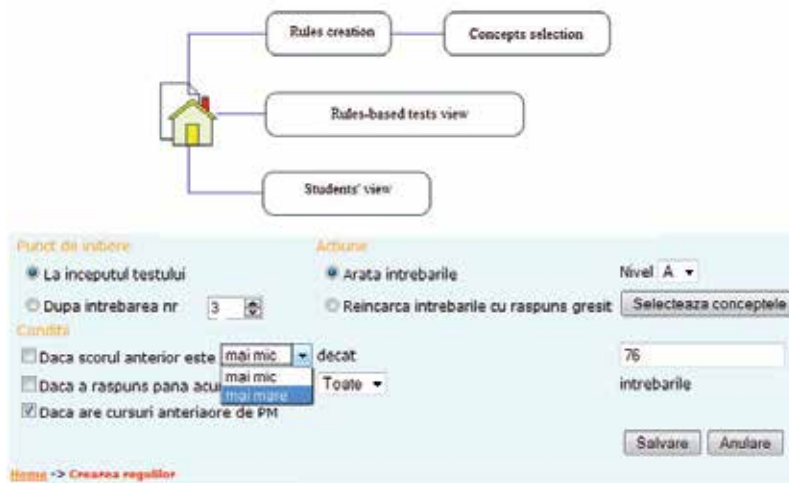 Rules creation
Concepts selection
Rules-based tests view
Students' view
Punct de initiere
Actiune
La inceputul testului
Arata intrebarile
Nivel A
Dupa intrebarea nr 3
Reincarca intrebarile cu raspuns gresit
Selecteaza conceptele
Conditii
Daca scorul anterior este mai mic decat 76
mai mic
mai mare
Daca a raspuns pana acu Toate intrebarile
Daca are cursuri anteriaore de PM
Salvare Anulare
Home -> Crearea regulilor